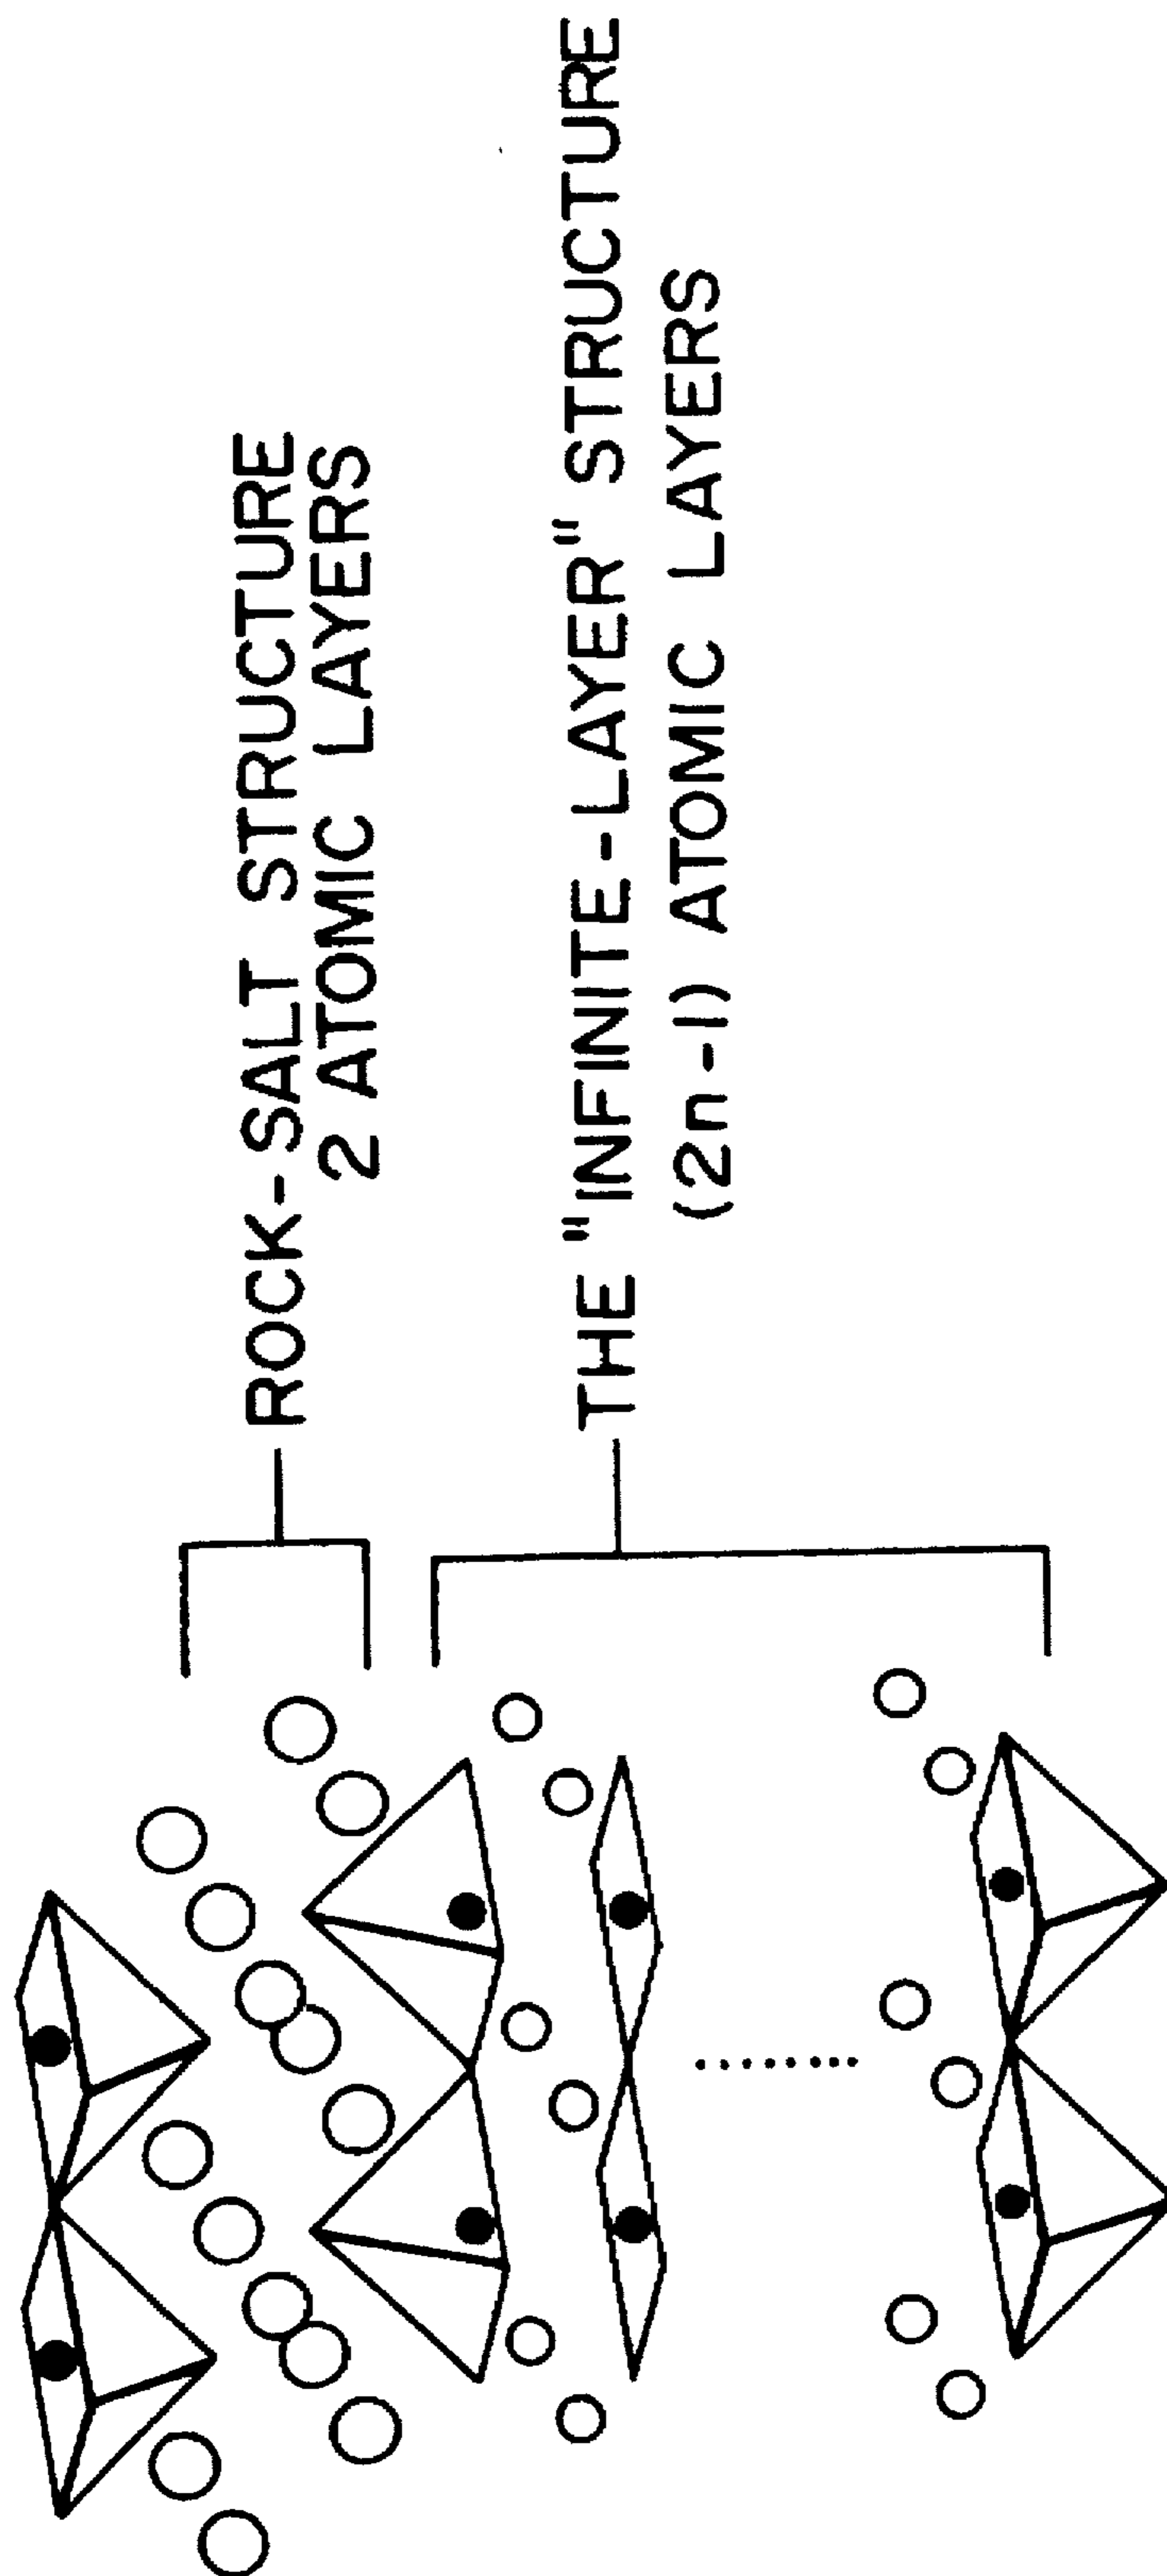 ROCK-SALT STRUCTURE
2 ATOMIC LAYERS
THE "INFINITE-LAYER" STRUCTURE
(2n-1) ATOMIC LAYERS